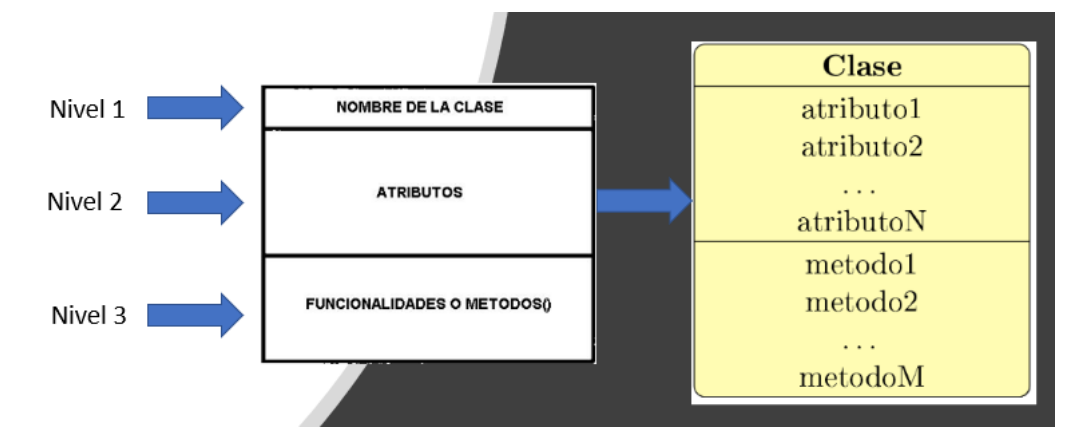 Nivel 1
NOMBRE DE LA CLASE
Nivel 2
ATRIBUTOS
Nivel 3
FUNCIONALIDADES O METODOS()
Clase
atributo1
atributo2
...
atributoN
metodo1
metodo2
...
metodoM